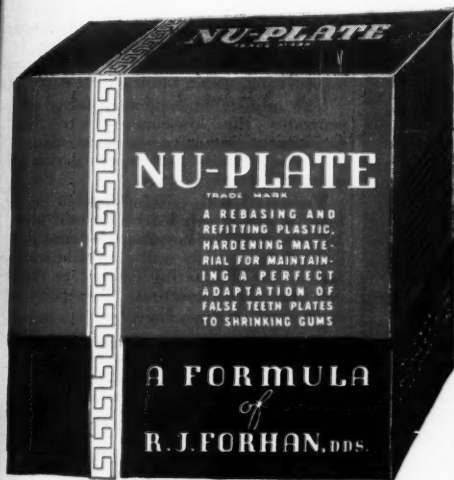 NU-PLATE
TRADE MARK
NU-PLATE
TRADE MARK
A REBASING AND
REFITTING PLASTIC,
HARDENING MATE-
RIAL FOR MAINTAIN-
ING A PERFECT
ADAPTATION OF
FALSE TEETH PLATES
TO SHRINKING GUMS
A FORMULA
of
R.J. FORHAN, DDS.